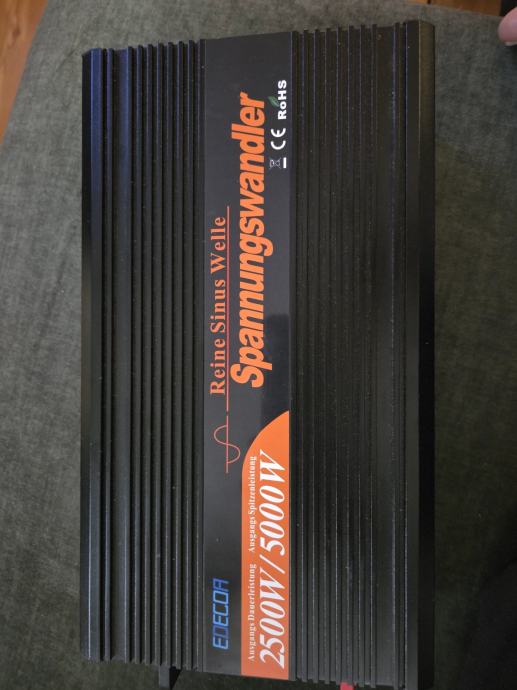 EDECOA
Reine Sinus Welle
Spannungswandler
CE RoHS
Ausgangs Dauerleistung Ausgangs Spitzenleistung
2500W/5000W